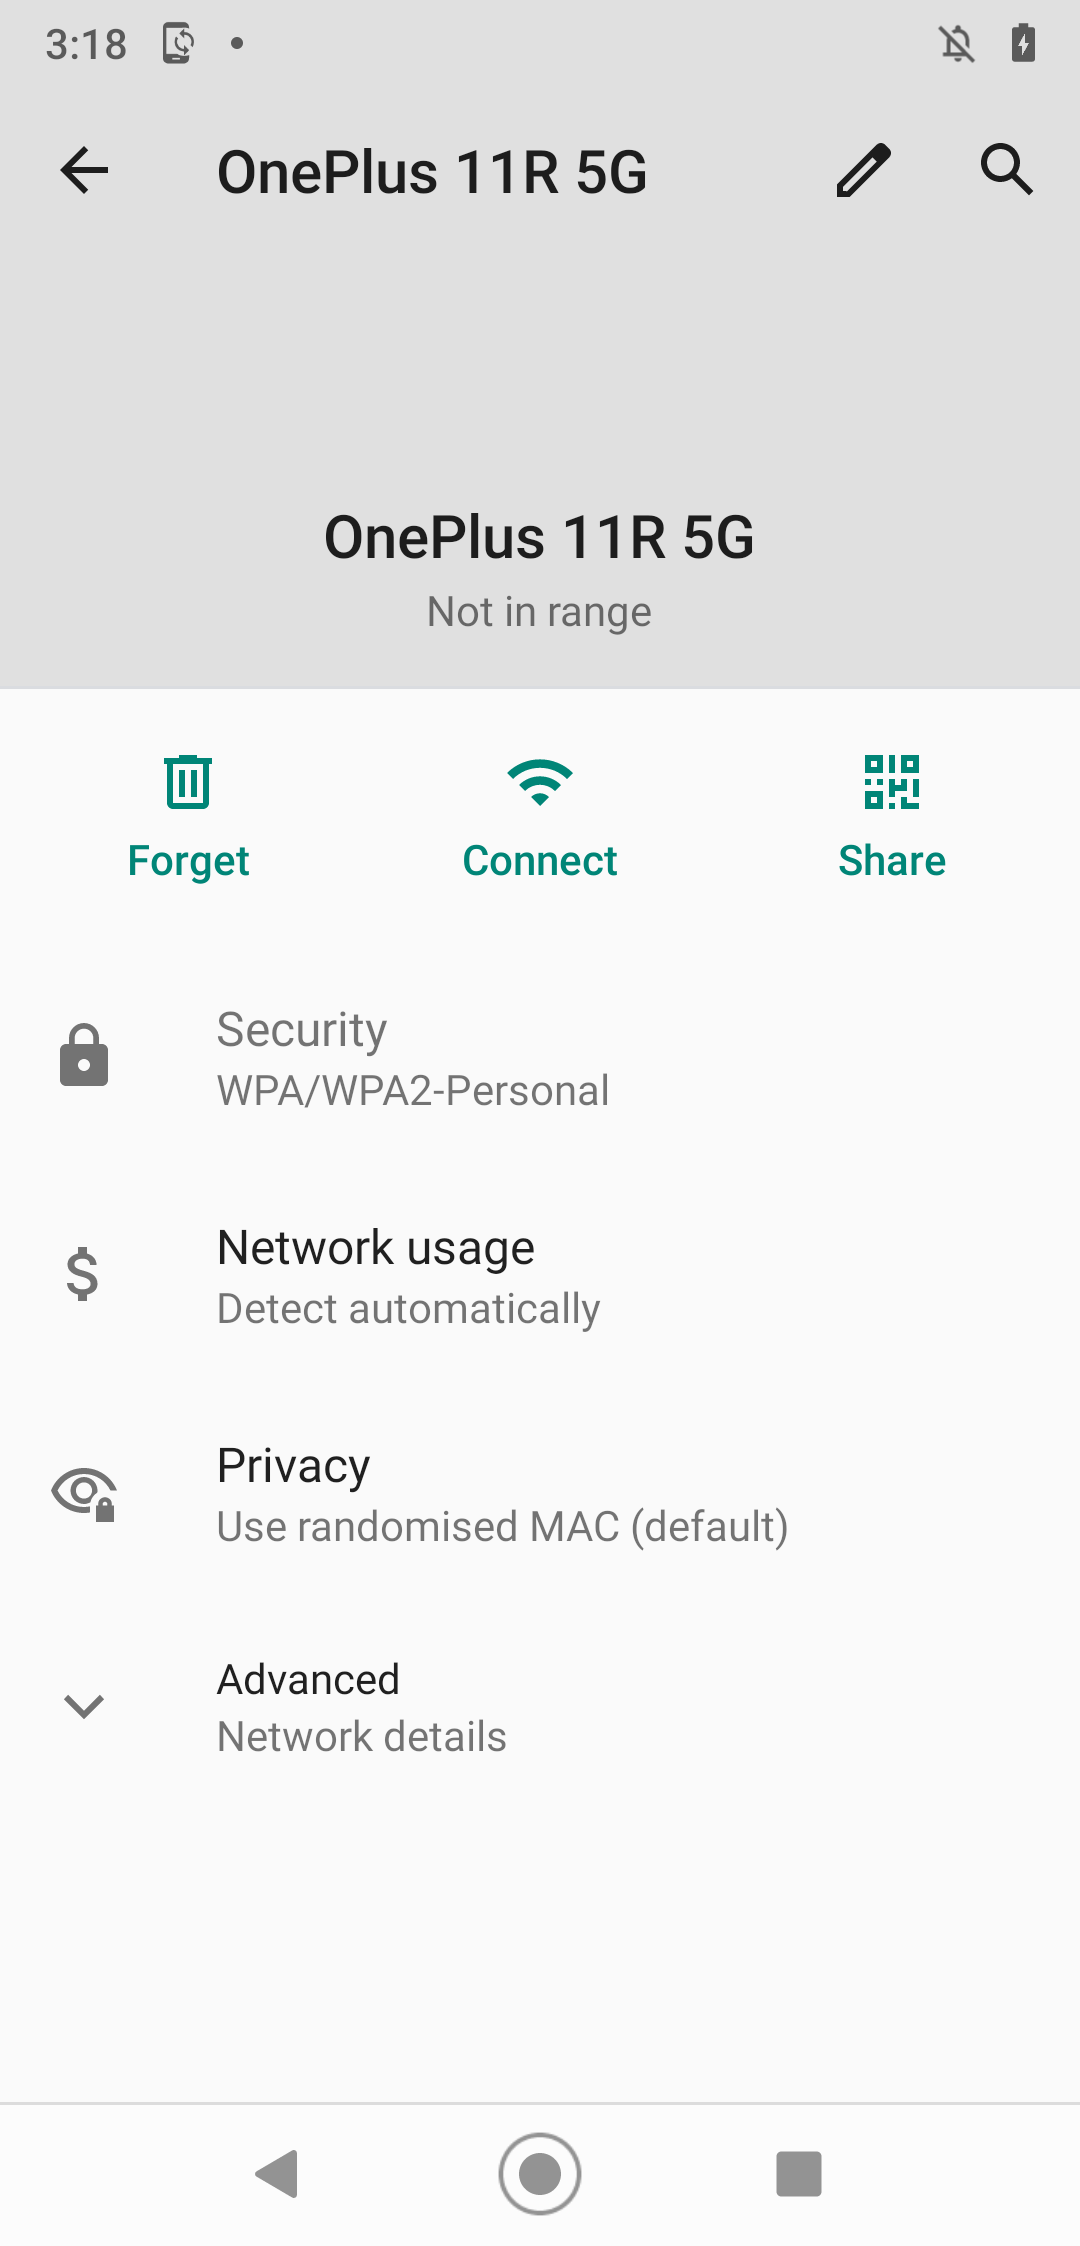 3:18
OnePlus 11R 5G
OnePlus 11R 5G
Not in range
Forget
Connect
Share
Security
WPA/WPA2-Personal
Network usage
Detect automatically
Privacy
Use randomised MAC (default)
Advanced
Network details